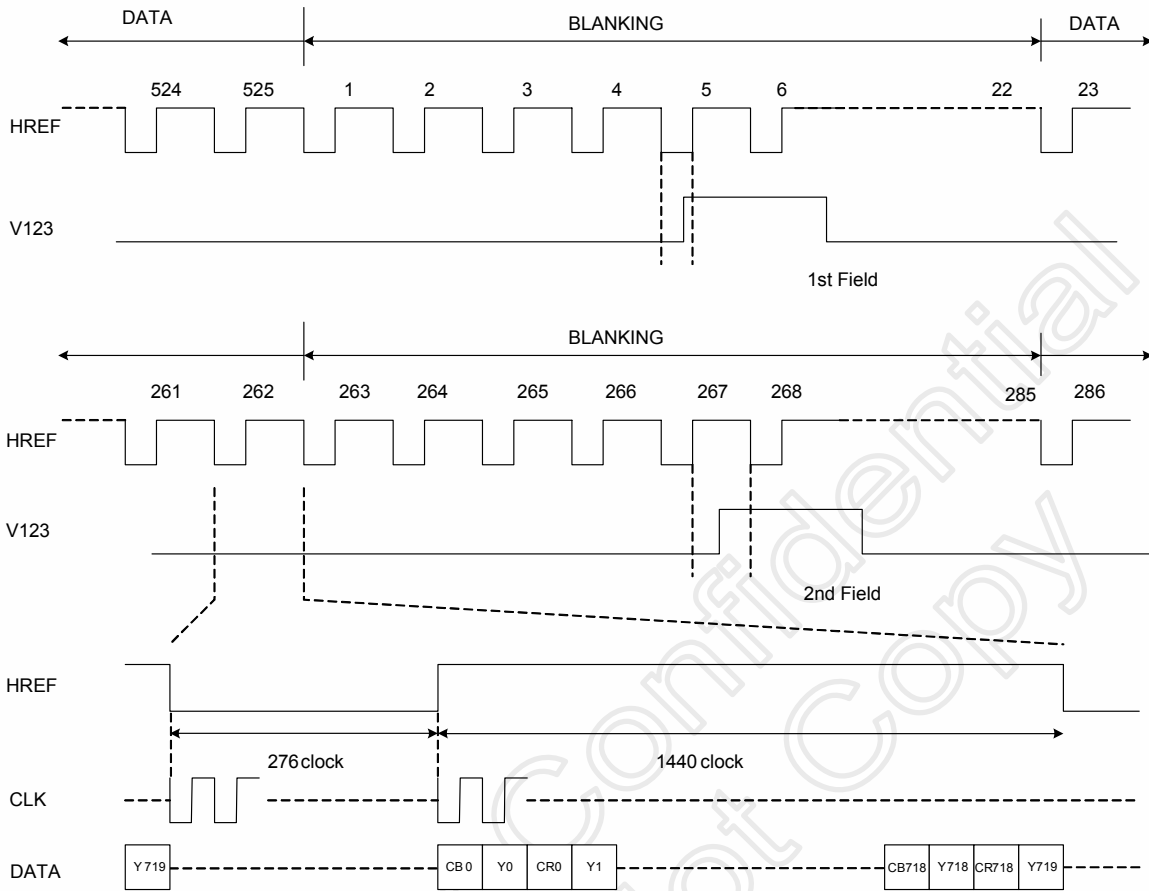 DATA BLANKING DATA
524 525 1 2 3 4 5 6 22 23
HREF
V123
1st Field
BLANKING
261 262 263 264 265 266 267 268 285 286
HREF
V123
2nd Field
HREF
276 clock 1440 clock
CLK
DATA Y719 CB0 Y0 CR0 Y1 CB718 Y718 CR718 Y719
Confidential
Copy